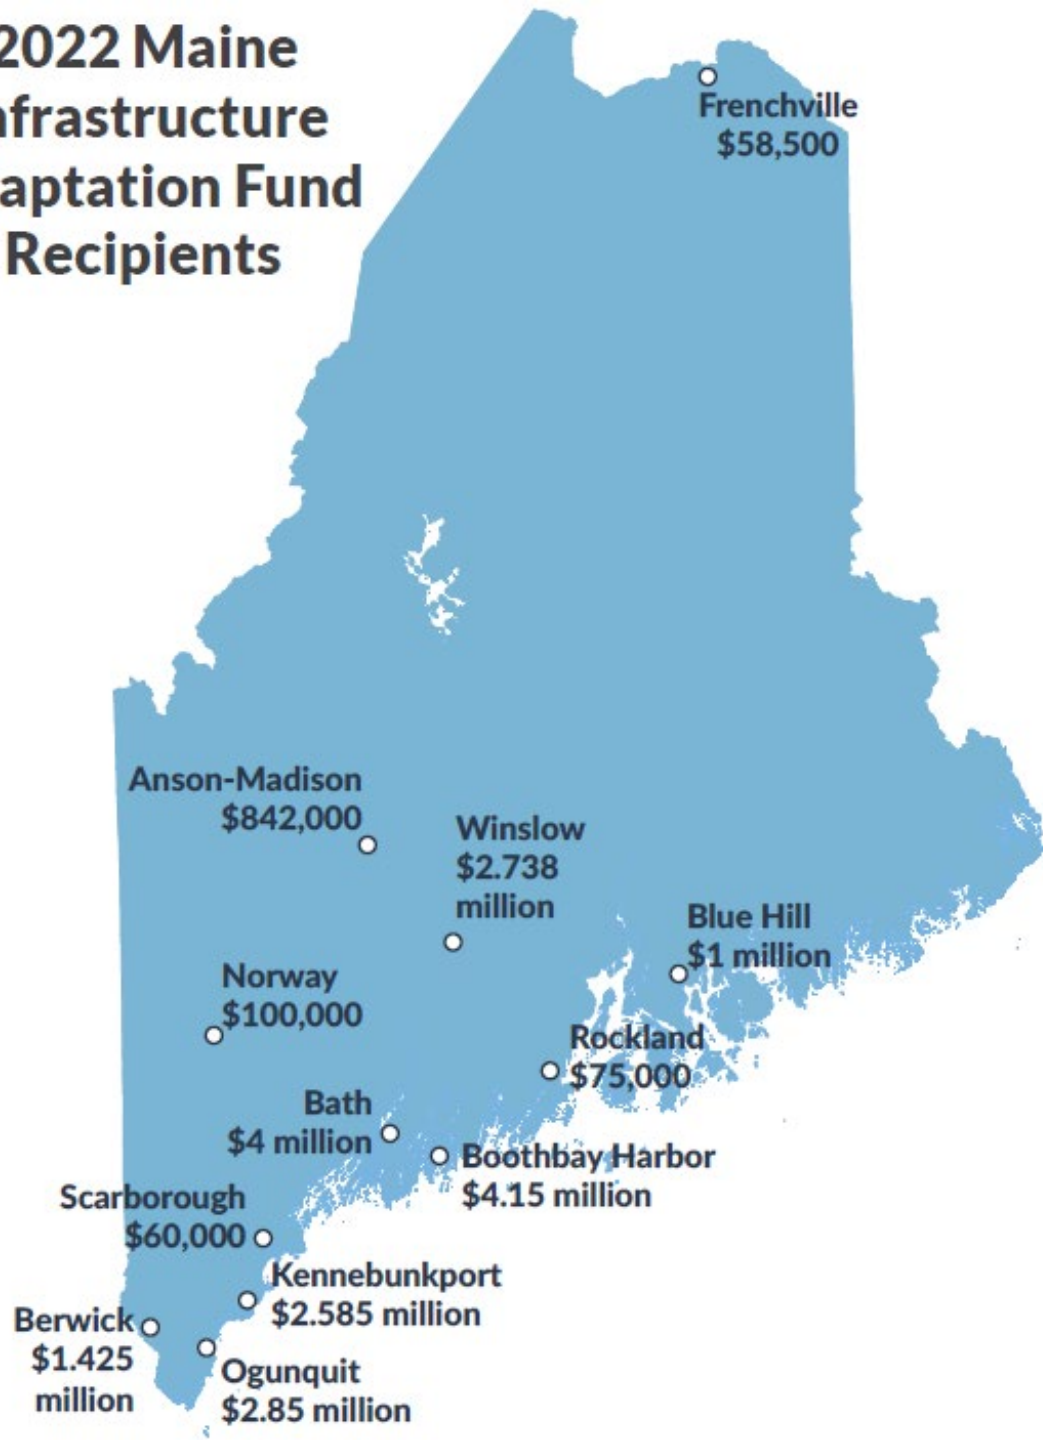 2022 Maine
nfrastructure
aptation Fund
Recipients
Frenchville
$58,500
Anson-Madison
$842,000
Winslow
$2.738
million
Blue Hill
$1 million
Norway
$100,000
Rockland
$75,000
Bath
$4 million
Boothbay Harbor
$4.15 million
Scarborough
$60,000
Kennebunkport
$2.585 million
Berwick
$1.425
million
Ogunquit
$2.85 million